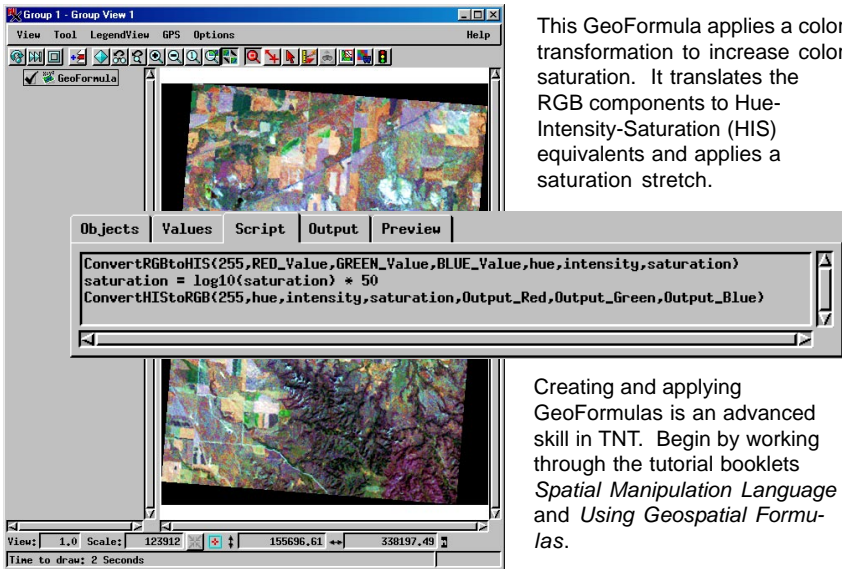 Group 1 - Group View 1
View Tool LegendView GPS Options Help
GeoFormula
This GeoFormula applies a color
transformation to increase color
saturation. It translates the
RGB components to Hue-
Intensity-Saturation (HIS)
equivalents and applies a
saturation stretch.
Objects Values Script Output Preview
ConvertRGBtoHIS(255,RED_Value,GREEN_Value,BLUE_Value,hue,intensity,saturation)
saturation = log10(saturation) * 50
ConvertHIStoRGB(255,hue,intensity,saturation,Output_Red,Output_Green,Output_Blue)
Creating and applying
GeoFormulas is an advanced
skill in TNT. Begin by working
through the tutorial booklets
Spatial Manipulation Language
and Using Geospatial Formu-
las.
View: 1.0 Scale: 123912 155696.61 338197.49
Time to draw: 2 Seconds